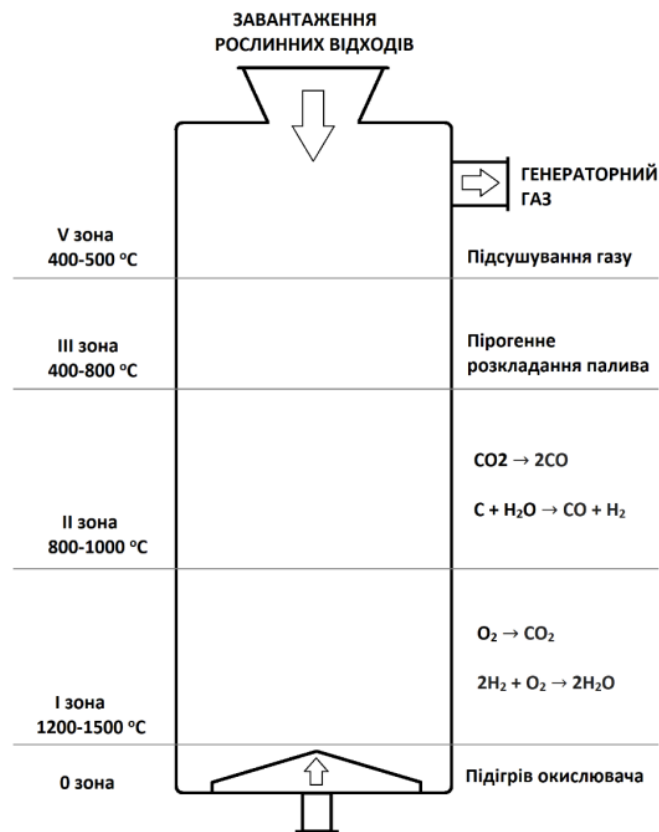 ЗАВАНТАЖЕННЯ
РОСЛИННИХ ВІДХОДІВ
ГЕНЕРАТОРНИЙ
ГАЗ
V зона
400-500 °C
Підсушування газу
III зона
400-800 °C
Пірогенне
розкладання палива
CO2 → 2CO
C + H₂O → CO + H₂
II зона
800-1000 °C
O₂ → CO₂
2H₂ + O₂ → 2H₂O
I зона
1200-1500 °C
0 зона
Підігрів окислювача